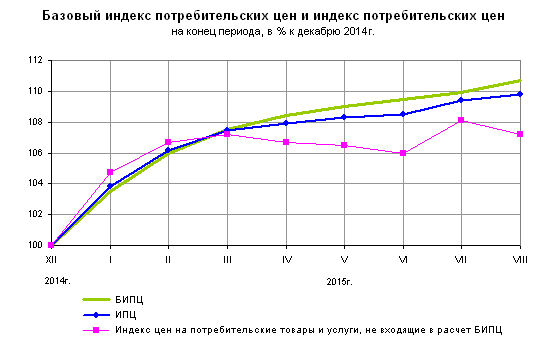 Базовый индекс потребительских цен и индекс потребительских цен
на конец периода, в % к декабрю 2014г.
112
110
108
106
104
102
100
XII I II III IV V VI VII VIII
2014г. 2015г.
БИПЦ
ИПЦ
Индекс цен на потребительские товары и услуги, не входящие в расчет БИПЦ